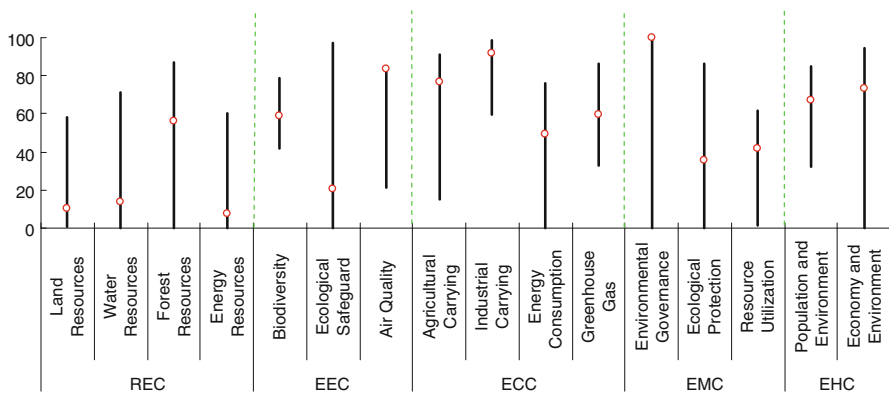 100
80
60
40
20
0
Land
Resources
Water
Resources
Forest
Resources
Energy
Resources
Biodiversity
Ecological
Safeguard
Air Quality
Agricultural
Carrying
Industrial
Carrying
Energy
Consumption
Greenhouse
Gas
Environmental
Governance
Ecological
Protection
Resource
Utilization
Population and
Environment
Economy and
Environment
REC
EEC
ECC
EMC
EHC